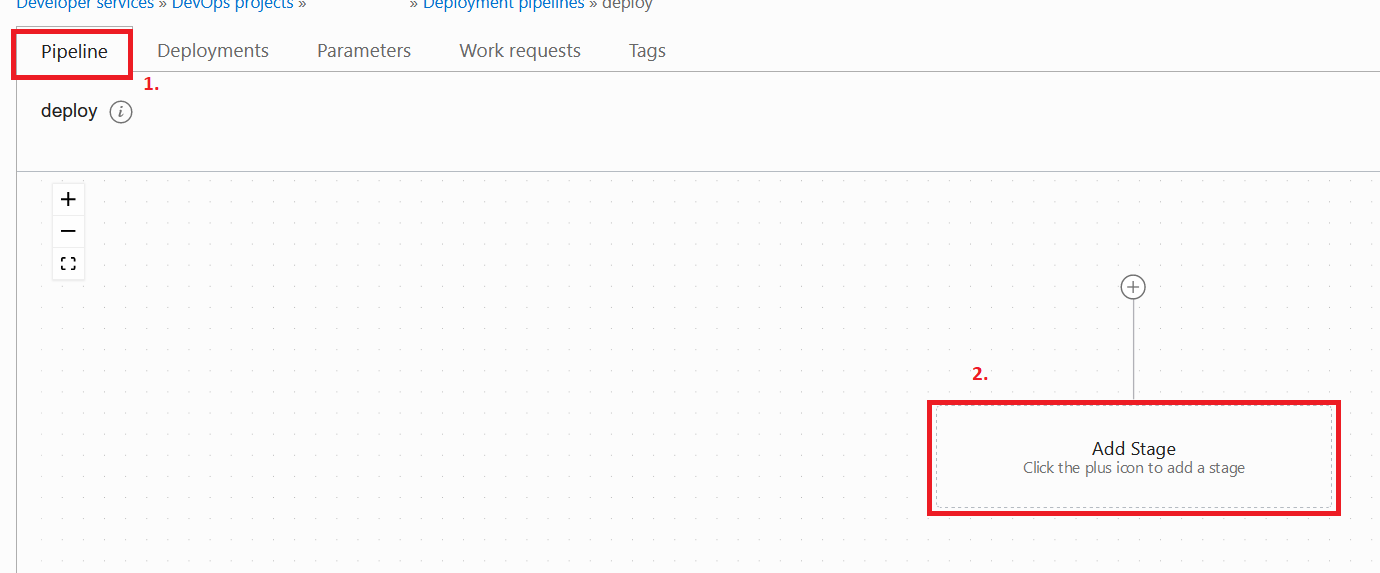 Developer services » DevOps projects » » Deployment pipelines » deploy
Pipeline Deployments Parameters Work requests Tags
1.
deploy
2.
Add Stage
Click the plus icon to add a stage